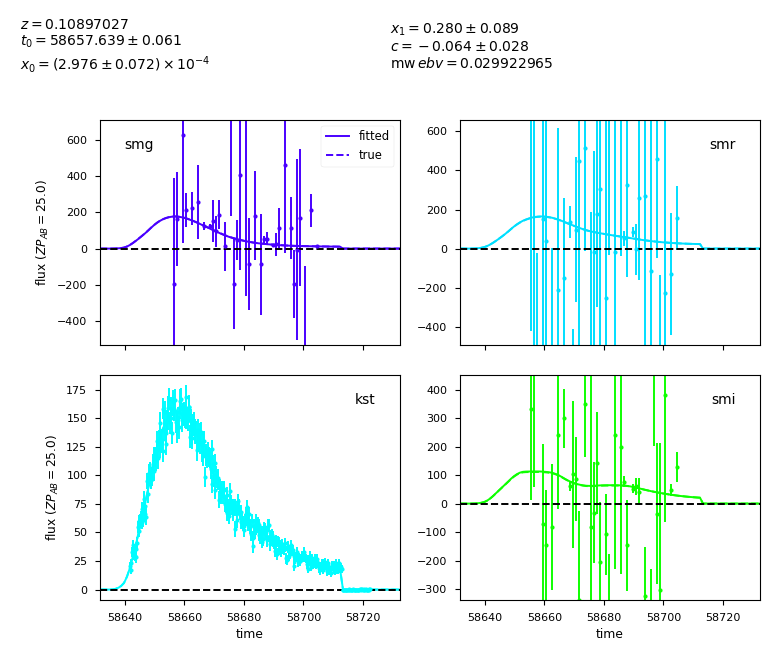 z = 0.10897027
t₀ = 58657.639 ± 0.061
x₀ = (2.976 ± 0.072) × 10⁻⁴
x₁ = 0.280 ± 0.089
c = −0.064 ± 0.028
mw ebv = 0.029922965
smg
fitted
true
600
400
200
0
−200
−400
flux (ZP_AB = 25.0)
smr
600
400
200
0
−200
−400
kst
175
150
125
100
75
50
25
0
flux (ZP_AB = 25.0)
58640 58660 58680 58700 58720
time
smi
400
300
200
100
0
−100
−200
−300
58640 58660 58680 58700 58720
time